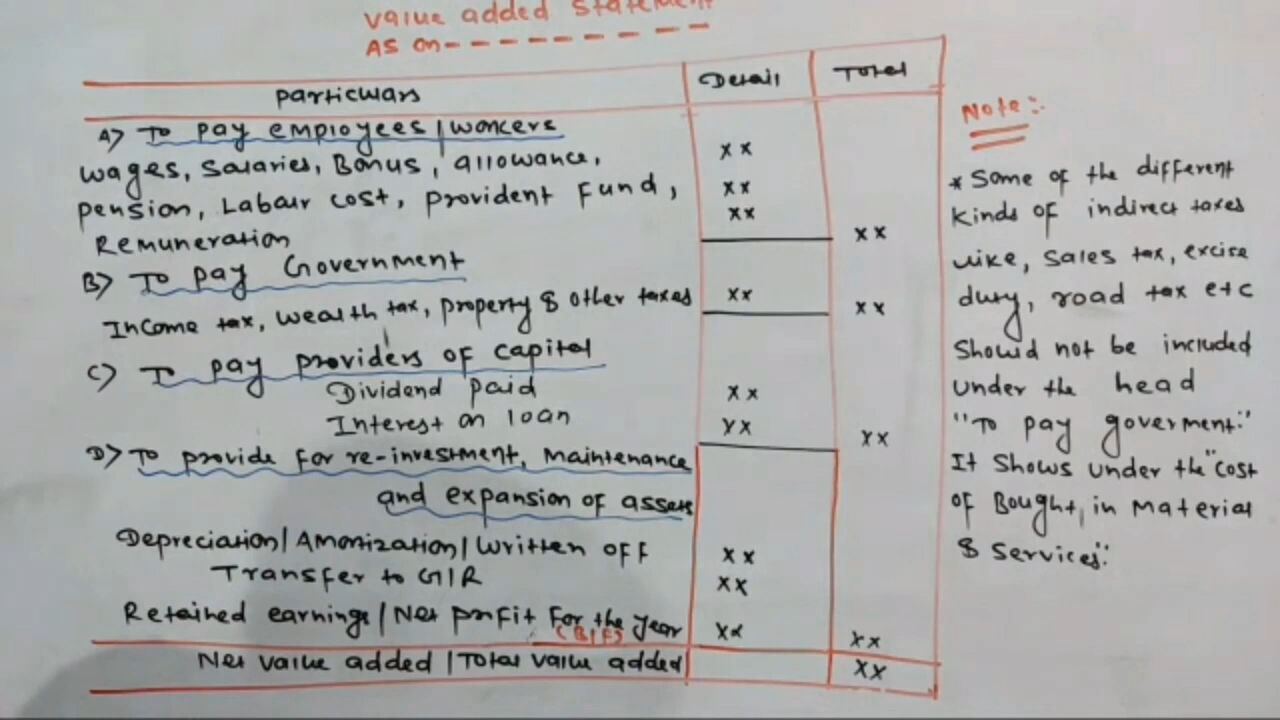 Value added Statement
AS on----------
Particulars Detail Total
A) To pay employees/workers
wages, Salaries, Bonus, allowance, xx
pension, Labour cost, provident Fund, xx
Remuneration xx xx
B) To pay Government
Income tax, wealth tax, property & other taxes xx xx
C) To pay providers of capital
Dividend paid xx
Interest on loan xx xx
D) To provide for re-investment, Maintenance
and expansion of assets
Depreciation/Amortization/Written off xx
Transfer to G/R xx
Retained earnings/Net profit for the year xx xx
(B/F)
Net value added/Total value added xx
Note:-
* Some of the different
kinds of indirect taxes
like, sales tax, excise
duty, road tax etc
Should not be included
under the head
"To pay goverment."
It Shows under the "cost
of Bought, in Material
& Services".